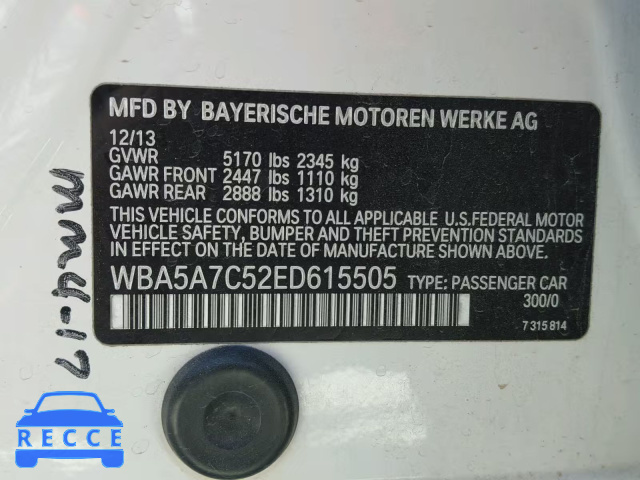 MFD BY BAYERISCHE MOTOREN WERKE AG
12/13
GVWR 5170 lbs 2345 kg
GAWR FRONT 2447 lbs 1110 kg
GAWR REAR 2888 lbs 1310 kg
THIS VEHICLE CONFORMS TO ALL APPLICABLE U.S.FEDERAL MOTOR
VEHICLE SAFETY, BUMPER AND THEFT PREVENTION STANDARDS
IN EFFECT ON THE DATE OF MANUFACTURE SHOWN ABOVE.
WBA5A7C52ED615505 TYPE: PASSENGER CAR
300/0
7 315 814
RECCE